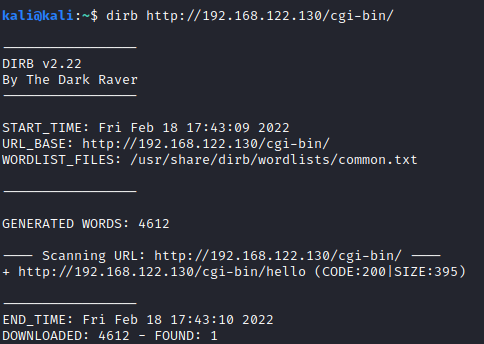 kali@kali:~$ dirb http://192.168.122.130/cgi-bin/
-----------------
DIRB v2.22
By The Dark Raver
-----------------
START_TIME: Fri Feb 18 17:43:09 2022
URL_BASE: http://192.168.122.130/cgi-bin/
WORDLIST_FILES: /usr/share/dirb/wordlists/common.txt
-----------------
GENERATED WORDS: 4612
---- Scanning URL: http://192.168.122.130/cgi-bin/ ----
+ http://192.168.122.130/cgi-bin/hello (CODE:200|SIZE:395)
-----------------
END_TIME: Fri Feb 18 17:43:10 2022
DOWNLOADED: 4612 - FOUND: 1